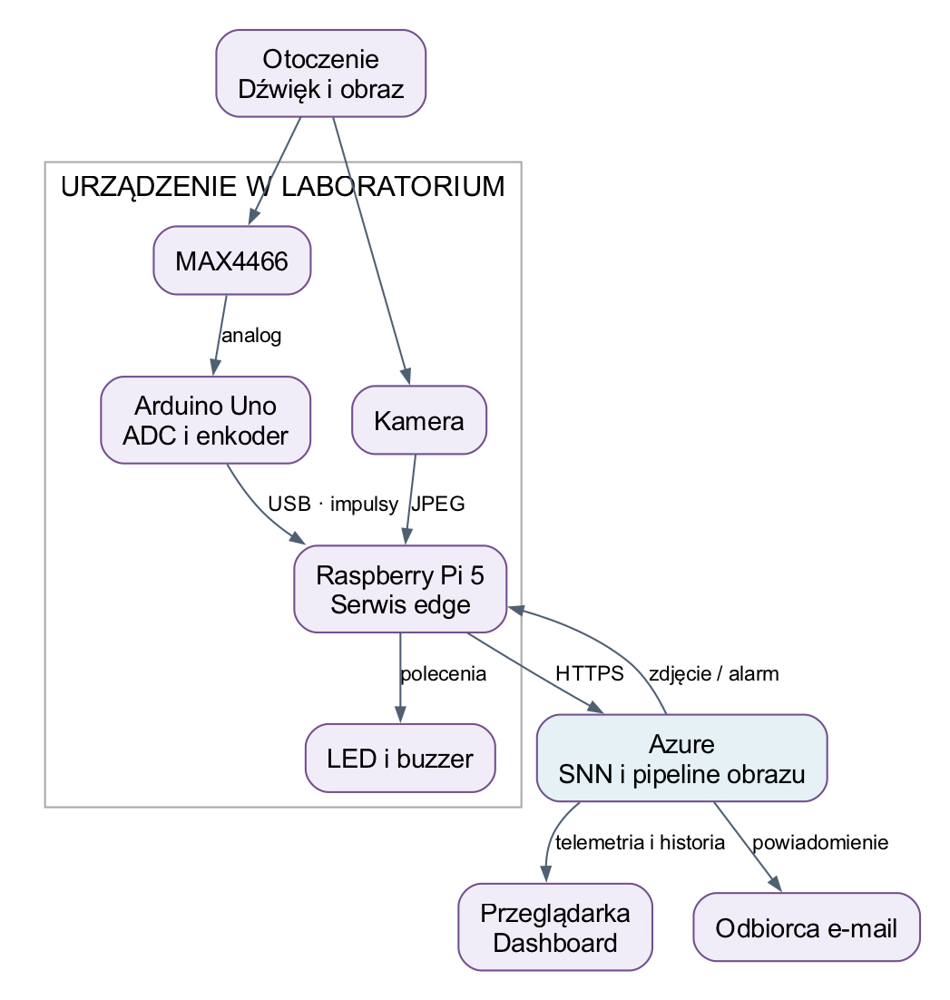 Otoczenie
Dźwięk i obraz
URZĄDZENIE W LABORATORIUM
MAX4466
analog
Arduino Uno
ADC i enkoder
Kamera
USB · impulsy
JPEG
Raspberry Pi 5
Serwis edge
polecenia
HTTPS
zdjęcie / alarm
LED i buzzer
Azure
SNN i pipeline obrazu
telemetria i historia
powiadomienie
Przeglądarka
Dashboard
Odbiorca e-mail